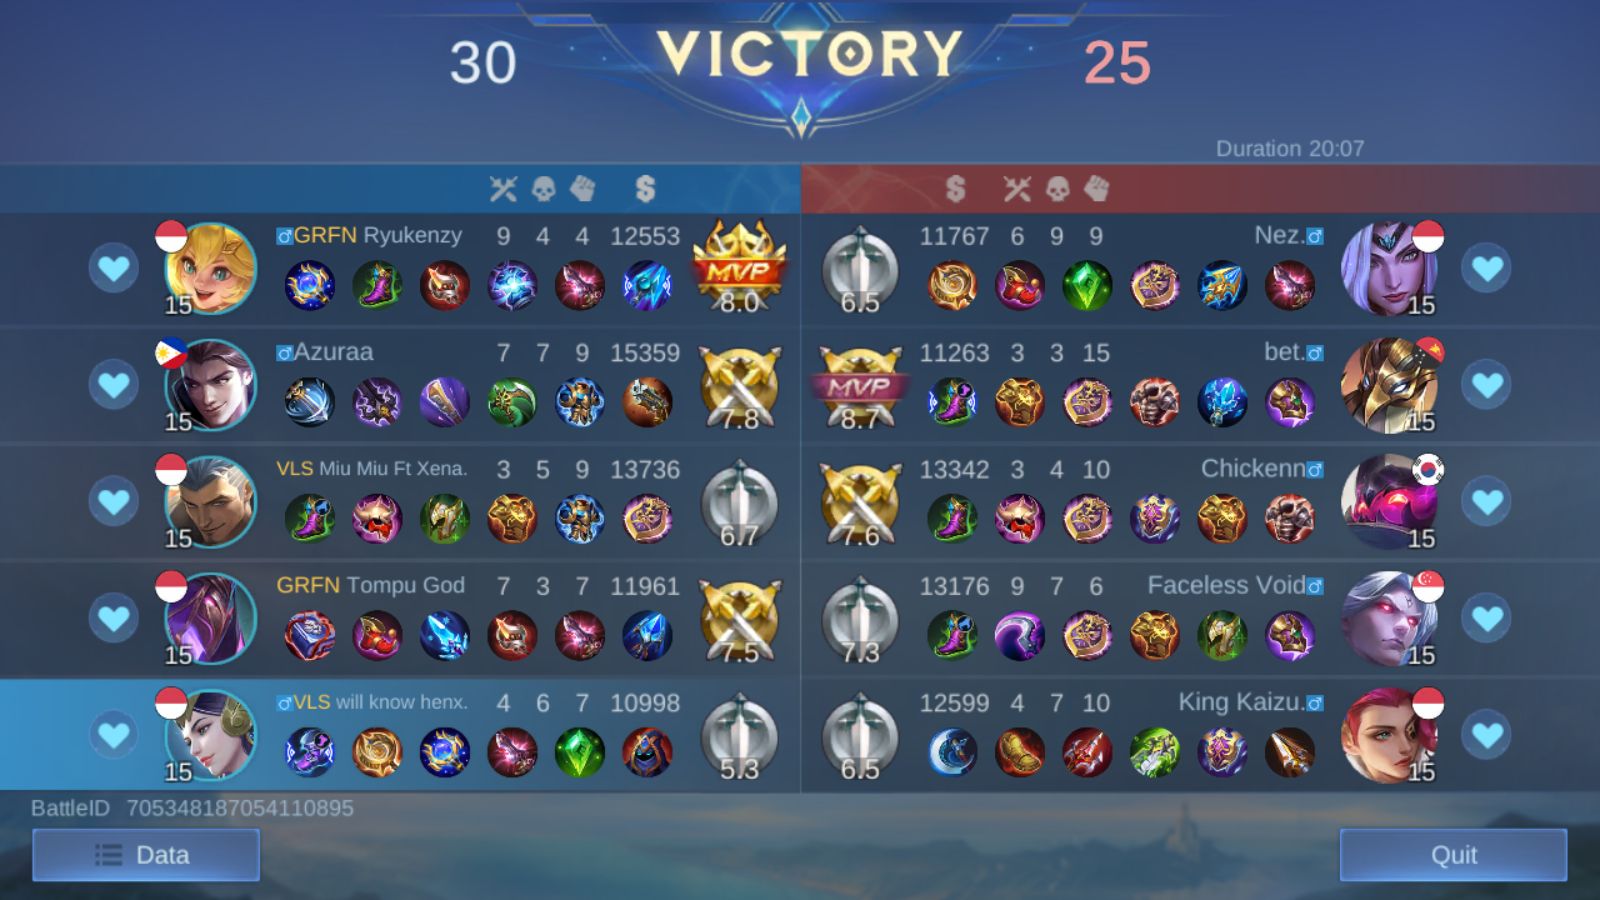 30 VICTORY 25
Duration 20:07
GRFN Ryukenzy 9 4 4 12553 MVP 8.0
15
6.5 11767 6 9 9 Nez.
15
Azuraa 7 7 9 15359 7.8
15
MVP 8.7 11263 3 3 15 bet.
15
VLS Miu Miu Ft Xena. 3 5 9 13736 6.7
15
7.6 13342 3 4 10 Chickenn
15
GRFN Tompu God 7 3 7 11961 7.5
15
7.3 13176 9 7 6 Faceless Void
15
VLS will know henx. 4 6 7 10998 5.3
15
6.5 12599 4 7 10 King Kaizu.
15
BattleID 705348187054110895
Data
Quit